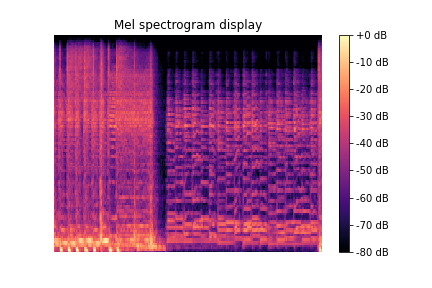 Mel spectrogram display
+0 dB
-10 dB
-20 dB
-30 dB
-40 dB
-50 dB
-60 dB
-70 dB
-80 dB